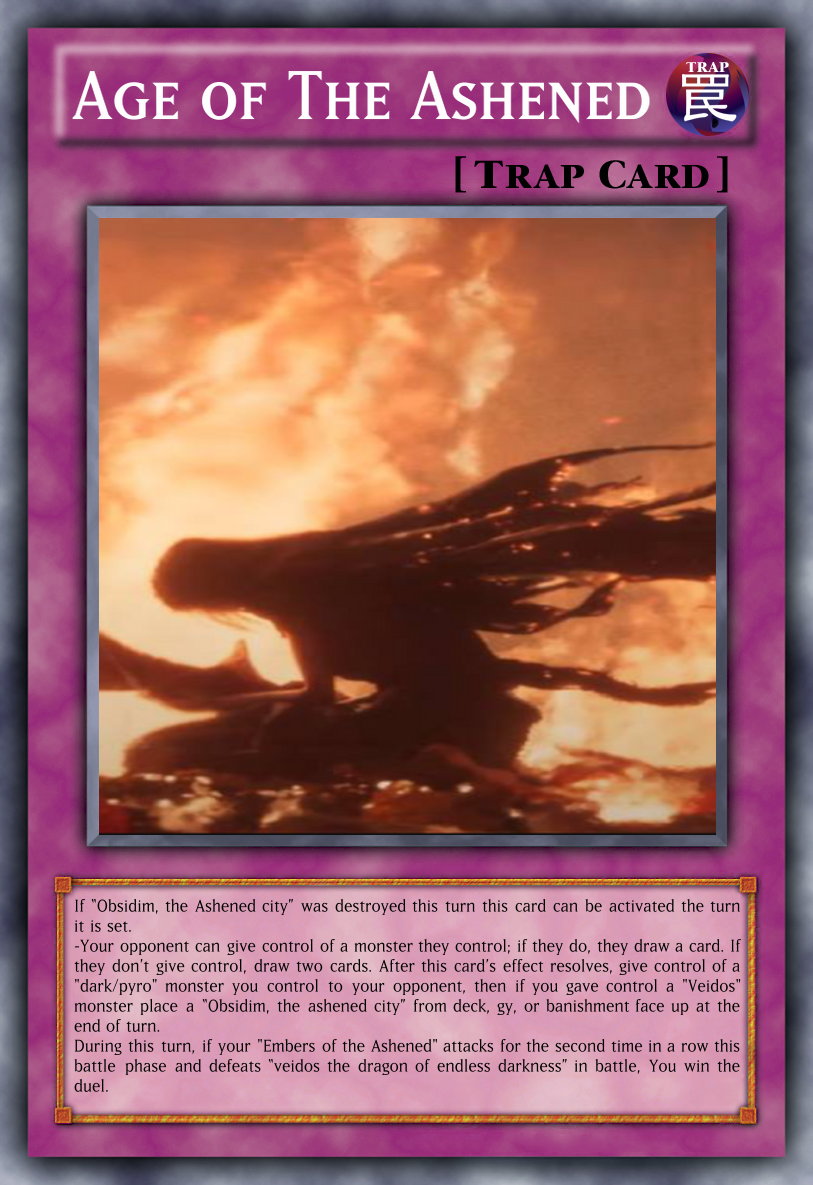 AGE OF THE ASHENED
TRAP
罠
[TRAP CARD]
If "Obsidim, the Ashened city" was destroyed this turn this card can be activated the turn
it is set.
-Your opponent can give control of a monster they control; if they do, they draw a card. If
they don't give control, draw two cards. After this card's effect resolves, give control of a
"dark/pyro" monster you control to your opponent, then if you gave control a "Veidos"
monster place a "Obsidim, the ashened city" from deck, gy, or banishment face up at the
end of turn.
During this turn, if your "Embers of the Ashened" attacks for the second time in a row this
battle phase and defeats "veidos the dragon of endless darkness" in battle, You win the
duel.